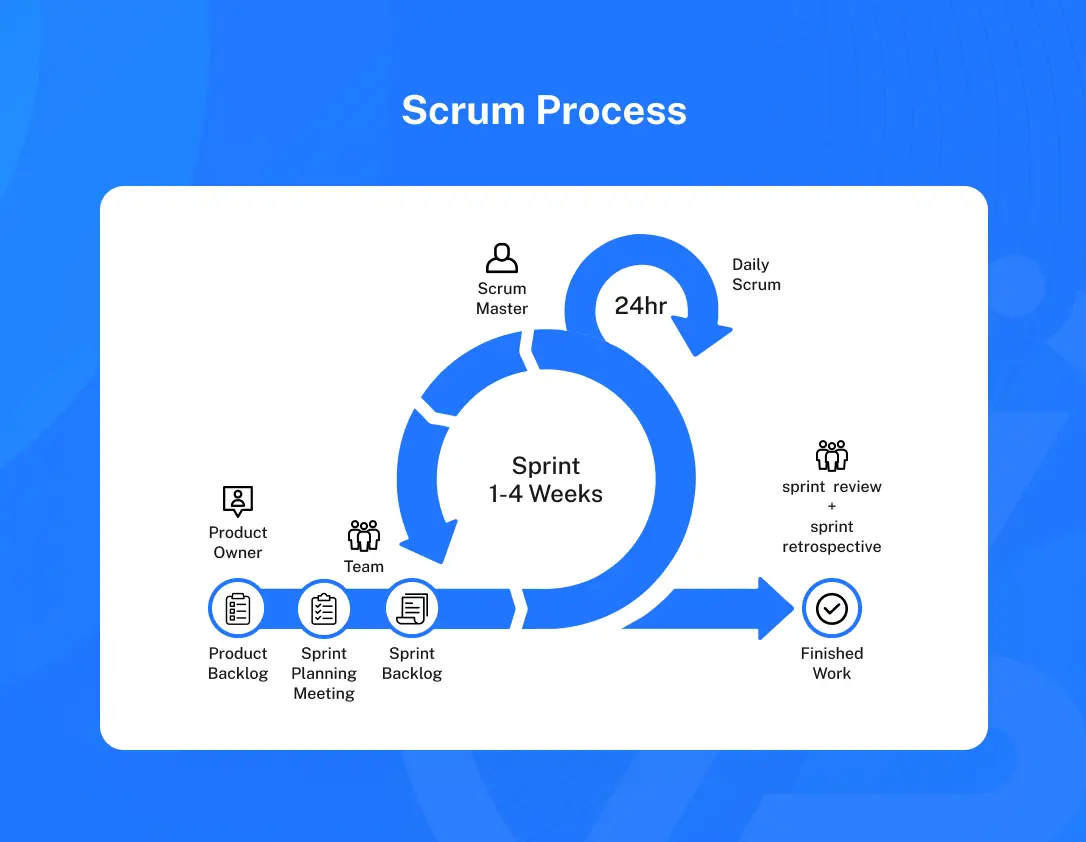 Scrum Process
Scrum
Master
24hr
Daily
Scrum
Sprint
1-4 Weeks
sprint review
+
sprint
retrospective
Product
Owner
Team
Product
Backlog
Sprint
Planning
Meeting
Sprint
Backlog
Finished
Work